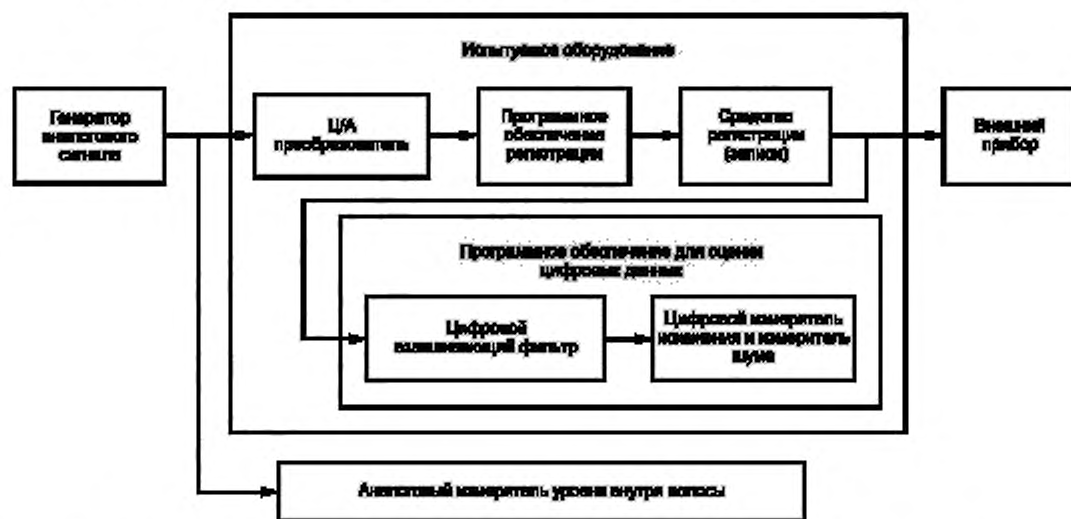 Испытуемое оборудование
Генератор
аналогового
сигнала
Ц/А
преобразователь
Программное
обеспечение
регистрации
Средство
регистрации
(записи)
Внешний
прибор
Программное обеспечение для оценки
цифровых данных
Цифровой
взвешивающий фильтр
Цифровой измеритель
искажения и измеритель
шума
Аналоговый измеритель уровня внутри полосы